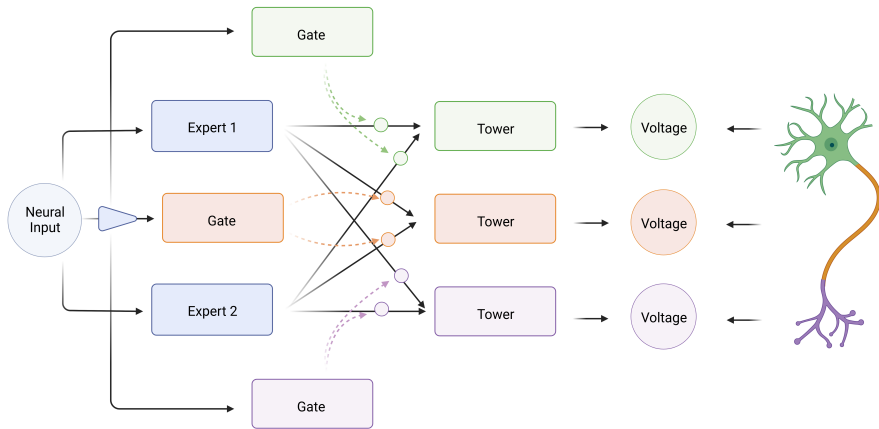 Gate
Expert 1
Tower
Voltage
Neural
Input
Gate
Tower
Voltage
Expert 2
Tower
Voltage
Gate